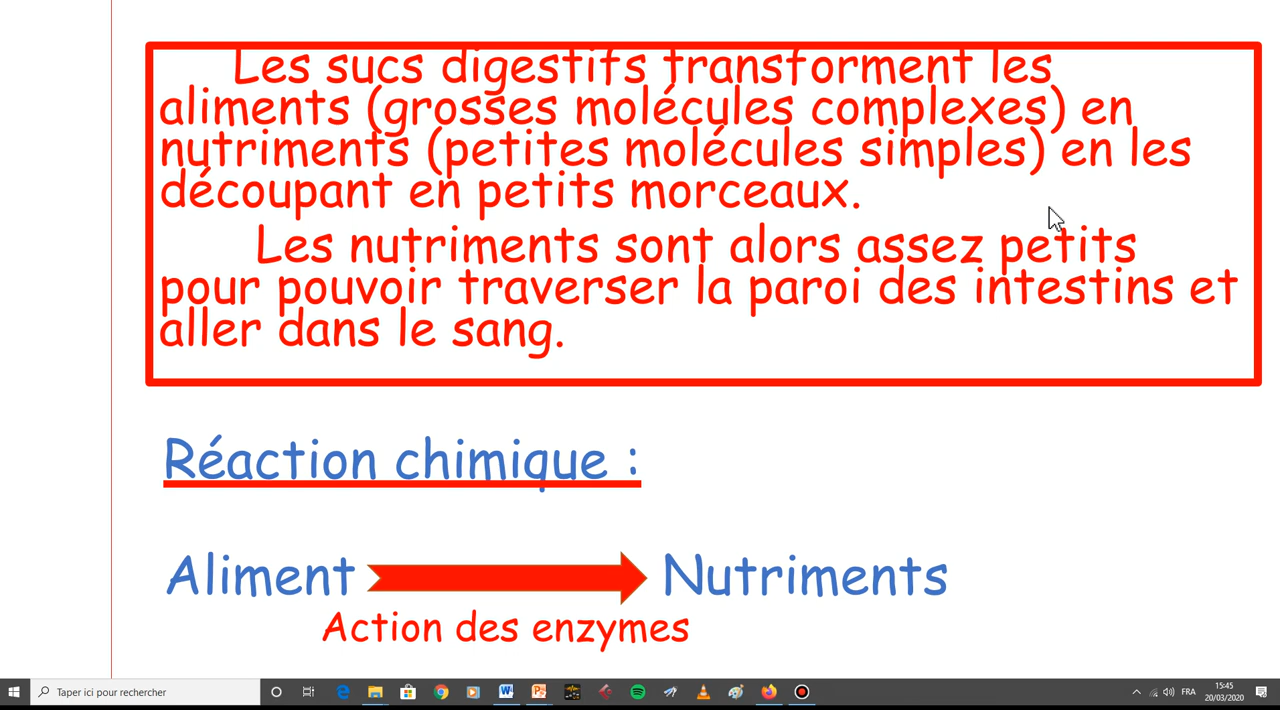 Les sucs digestifs transforment les
aliments (grosses molécules complexes) en
nutriments (petites molécules simples) en les
découpant en petits morceaux.
Les nutriments sont alors assez petits
pour pouvoir traverser la paroi des intestins et
aller dans le sang.
Réaction chimique :
Aliment
Nutriments
Action des enzymes
Taper ici pour rechercher
FRA
15:45
20/03/2020